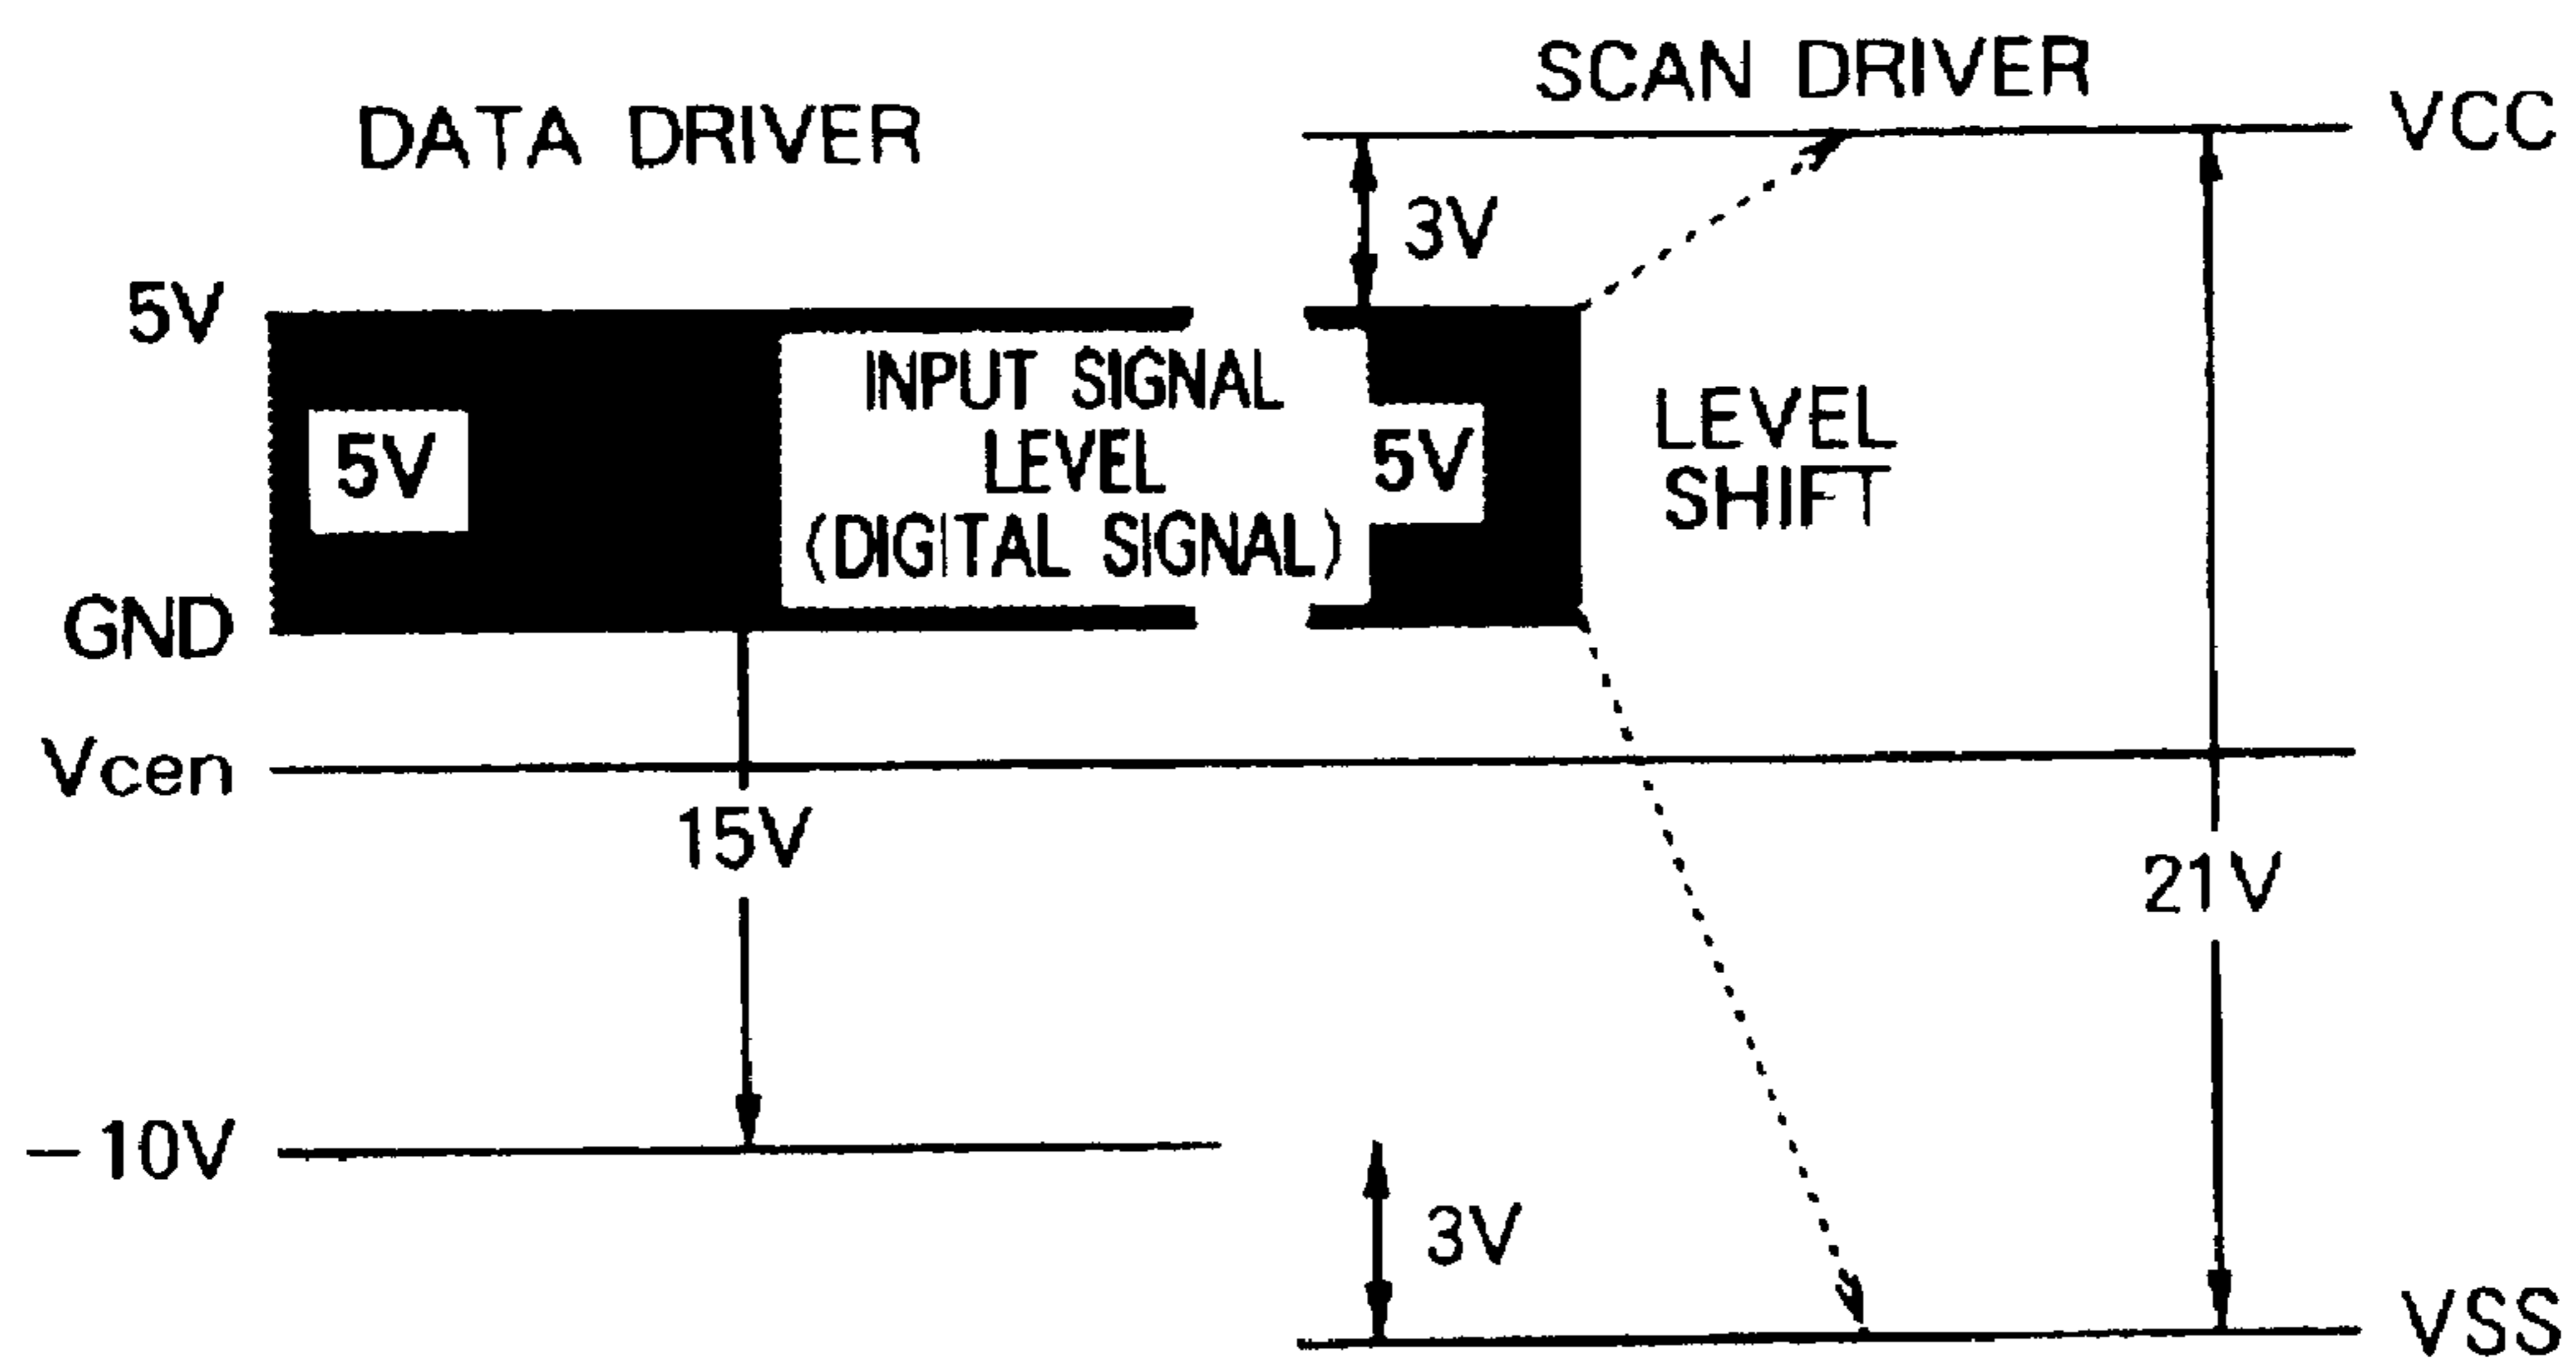 SCAN DRIVER
DATA DRIVER
VCC
3V
5V
INPUT SIGNAL
LEVEL
(DIGITAL SIGNAL)
5V
5V
LEVEL
SHIFT
GND
Vcen
15V
21V
-10V
3V
VSS